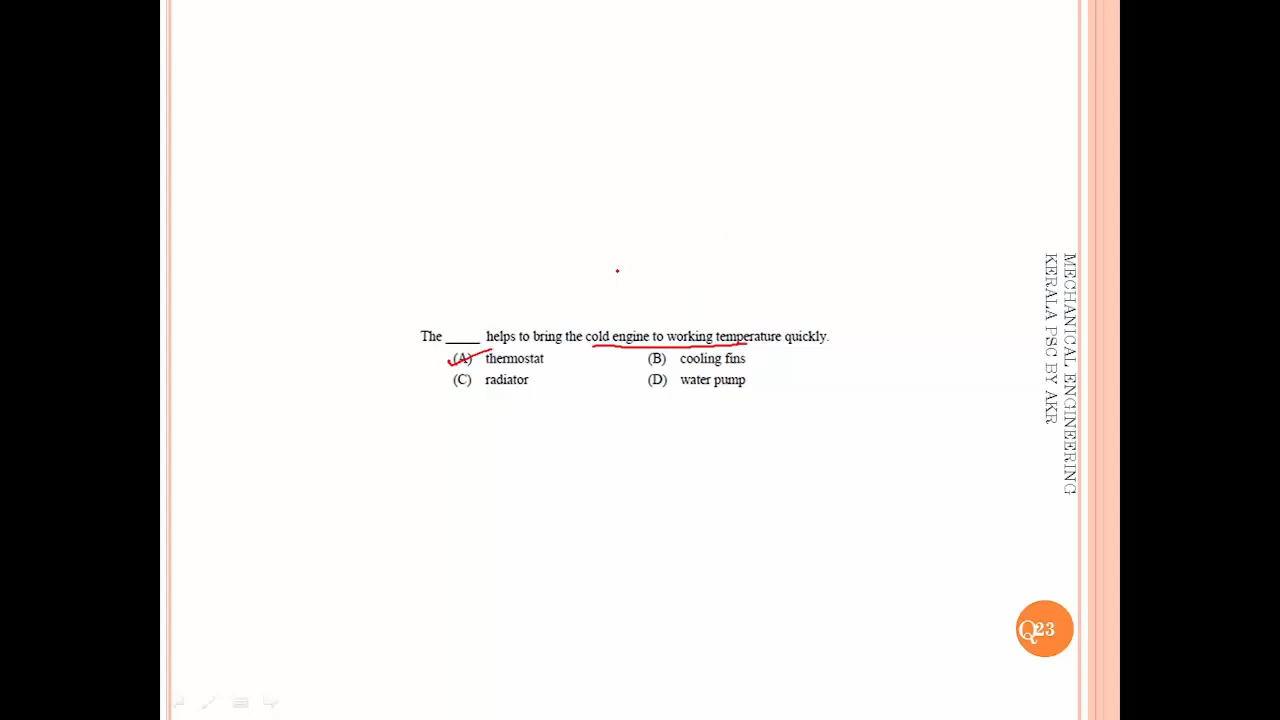 The _____ helps to bring the cold engine to working temperature quickly.
(A) thermostat (B) cooling fins
(C) radiator (D) water pump
MECHANICAL ENGINEERING
KERALA PSC BY AKR
Q23